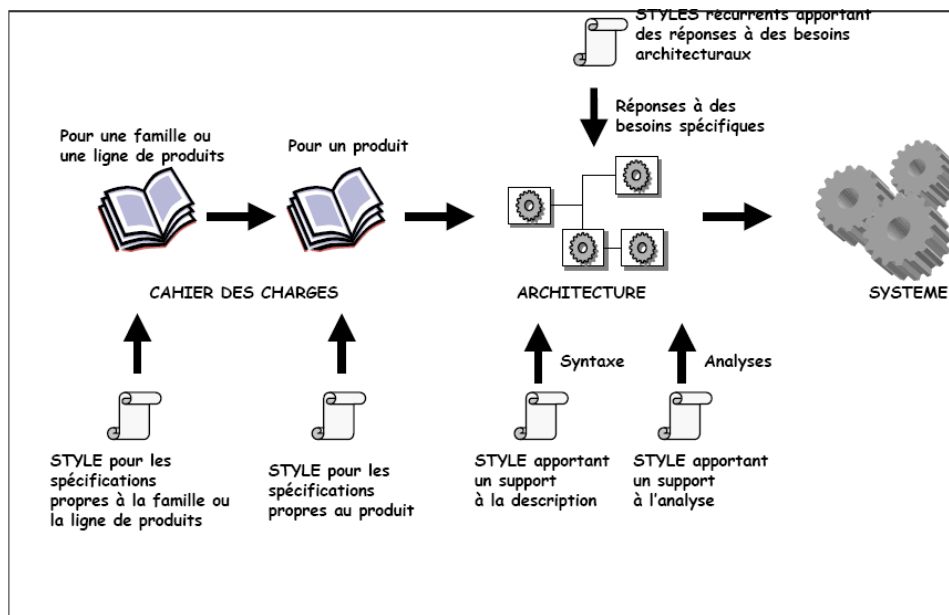 STYLES récurrents apportant
des réponses à des besoins
architecturaux
Réponses à des
besoins spécifiques
Pour une famille ou
une ligne de produits
Pour un produit
CAHIER DES CHARGES
ARCHITECTURE
SYSTEME
Syntaxe
Analyses
STYLE pour les
spécifications
propres à la famille ou
la ligne de produits
STYLE pour les
spécifications
propres au produit
STYLE apportant
un support
à la description
STYLE apportant
un support
à l'analyse